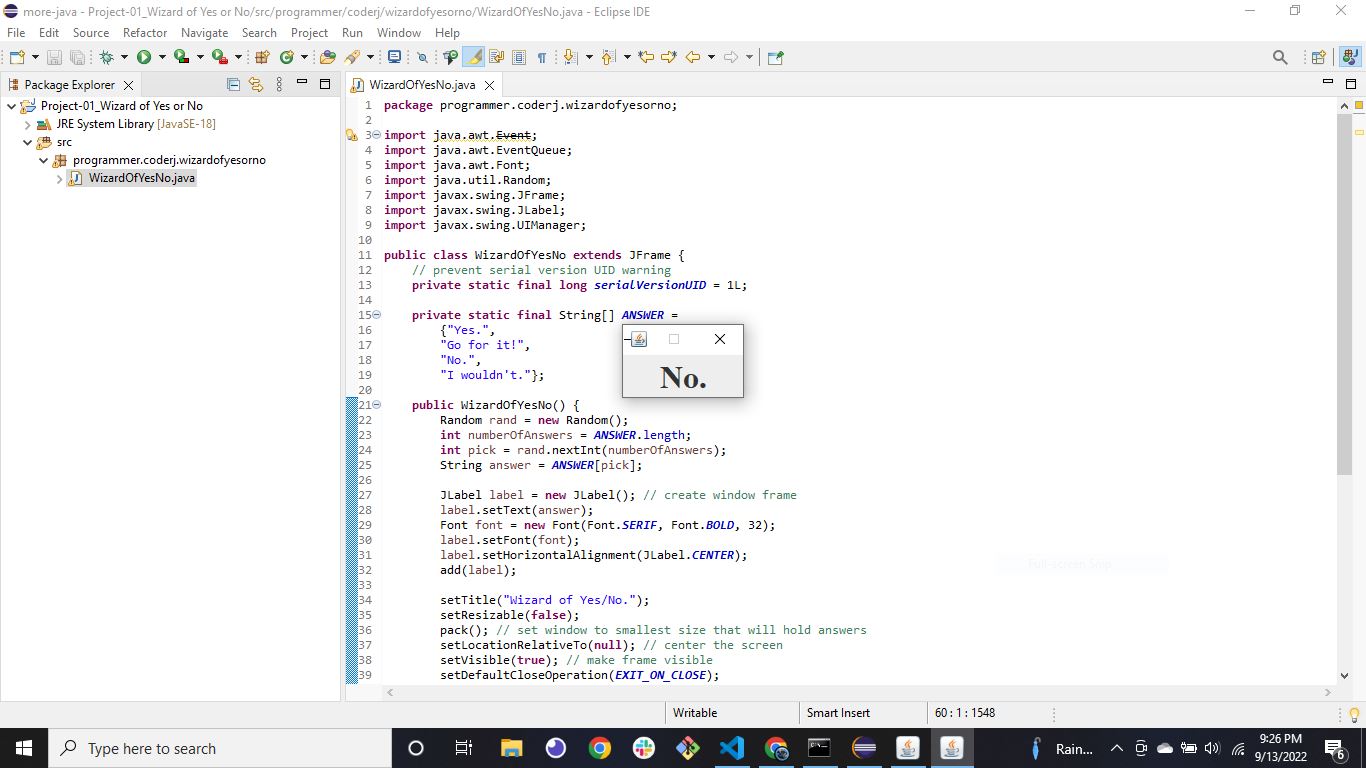 more-java - Project-01_Wizard of Yes or No/src/programmer/coderj/wizardofyesorno/WizardOfYesNo.java - Eclipse IDE
File Edit Source Refactor Navigate Search Project Run Window Help
Package Explorer
WizardOfYesNo.java
Project-01_Wizard of Yes or No
JRE System Library [JavaSE-18]
src
programmer.coderj.wizardofyesorno
WizardOfYesNo.java
1 package programmer.coderj.wizardofyesorno;
2
3 import java.awt.Event;
4 import java.awt.EventQueue;
5 import java.awt.Font;
6 import java.util.Random;
7 import javax.swing.JFrame;
8 import javax.swing.JLabel;
9 import javax.swing.UIManager;
10
11 public class WizardOfYesNo extends JFrame {
12 // prevent serial version UID warning
13 private static final long serialVersionUID = 1L;
14
15 private static final String[] ANSWER =
16 {"Yes.",
17 "Go for it!",
18 "No.",
19 "I wouldn't."};
20
21 public WizardOfYesNo() {
22 Random rand = new Random();
23 int numberOfAnswers = ANSWER.length;
24 int pick = rand.nextInt(numberOfAnswers);
25 String answer = ANSWER[pick];
26
27 JLabel label = new JLabel(); // create window frame
28 label.setText(answer);
29 Font font = new Font(Font.SERIF, Font.BOLD, 32);
30 label.setFont(font);
31 label.setHorizontalAlignment(JLabel.CENTER);
32 add(label);
33
34 setTitle("Wizard of Yes/No.");
35 setResizable(false);
36 pack(); // set window to smallest size that will hold answers
37 setLocationRelativeTo(null); // center the screen
38 setVisible(true); // make frame visible
39 setDefaultCloseOperation(EXIT_ON_CLOSE);
No.
Full-screen Snip
Writable Smart Insert 60 : 1 : 1548
Type here to search
Rain...
9:26 PM
9/13/2022
6